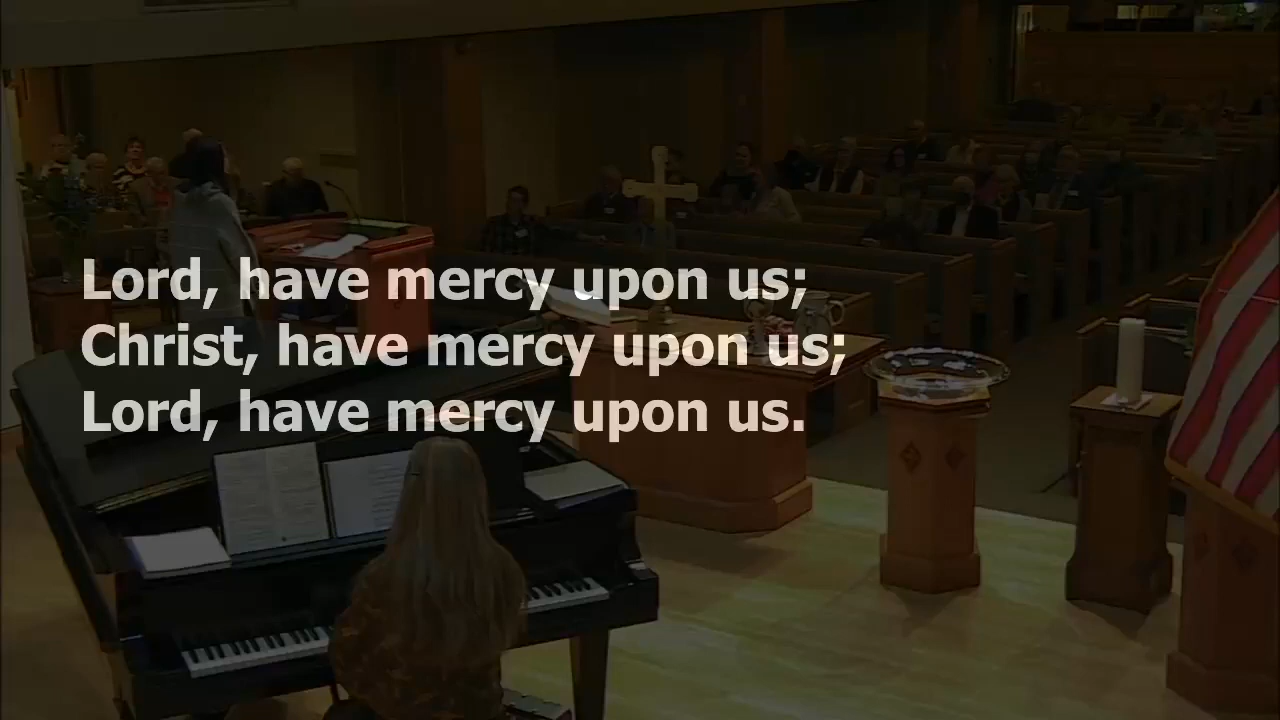 Lord, have mercy upon us;
Christ, have mercy upon us;
Lord, have mercy upon us.